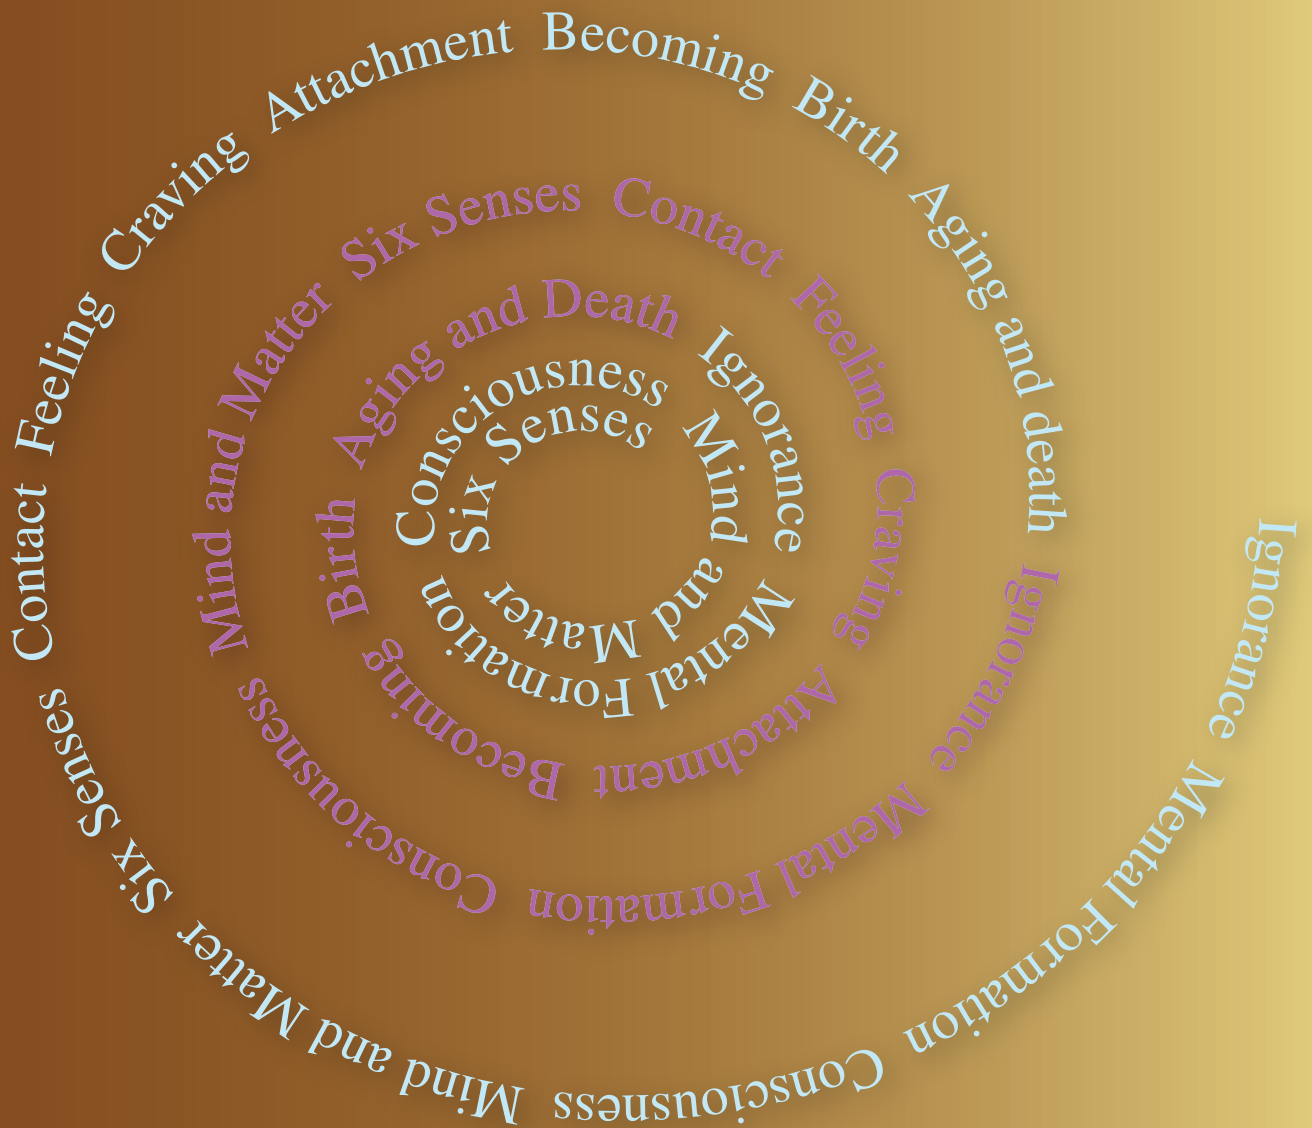 Ignorance Mental Formation Consciousness Mind and Matter Six Senses Contact Feeling Craving Attachment Becoming Birth Aging and death
Ignorance Mental Formation Consciousness Mind and Matter Six Senses Contact Feeling Craving Attachment Becoming Birth Aging and Death
Ignorance Mental Formation Consciousness Mind and Matter Six Senses